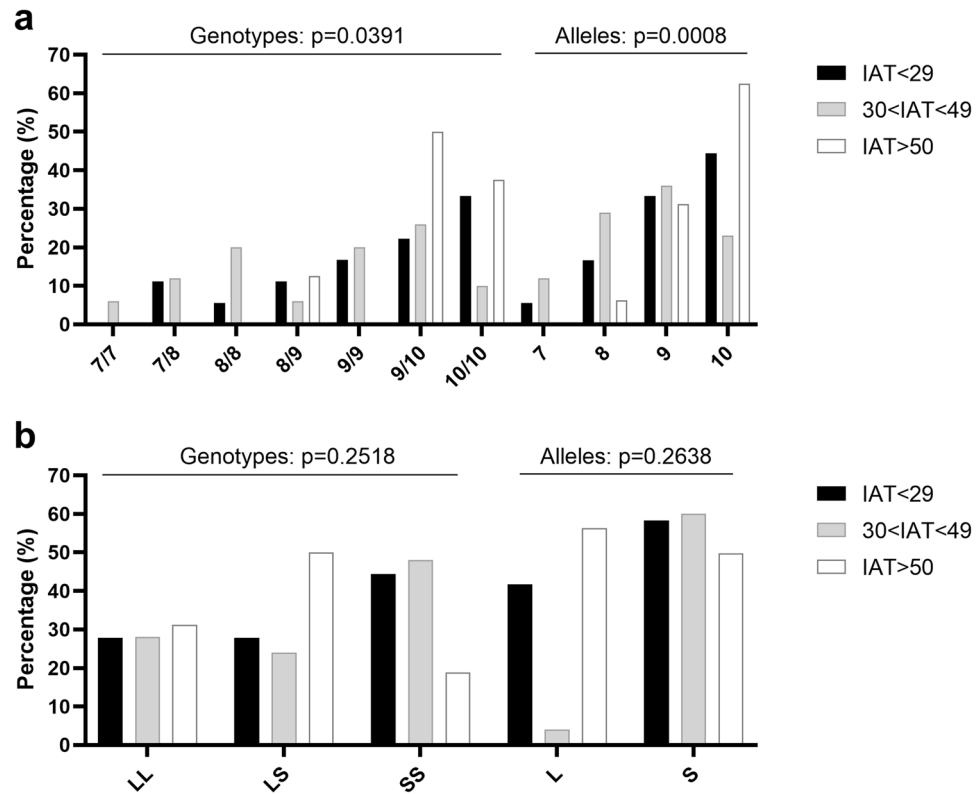 a
Genotypes: p=0.0391
Alleles: p=0.0008
Percentage (%)
70
60
50
40
30
20
10
0
7/7
7/8
8/8
8/9
9/9
9/10
10/10
7
8
9
10
IAT<29
30<IAT<49
IAT>50
b
Genotypes: p=0.2518
Alleles: p=0.2638
Percentage (%)
70
60
50
40
30
20
10
0
LL
LS
SS
L
S
IAT<29
30<IAT<49
IAT>50